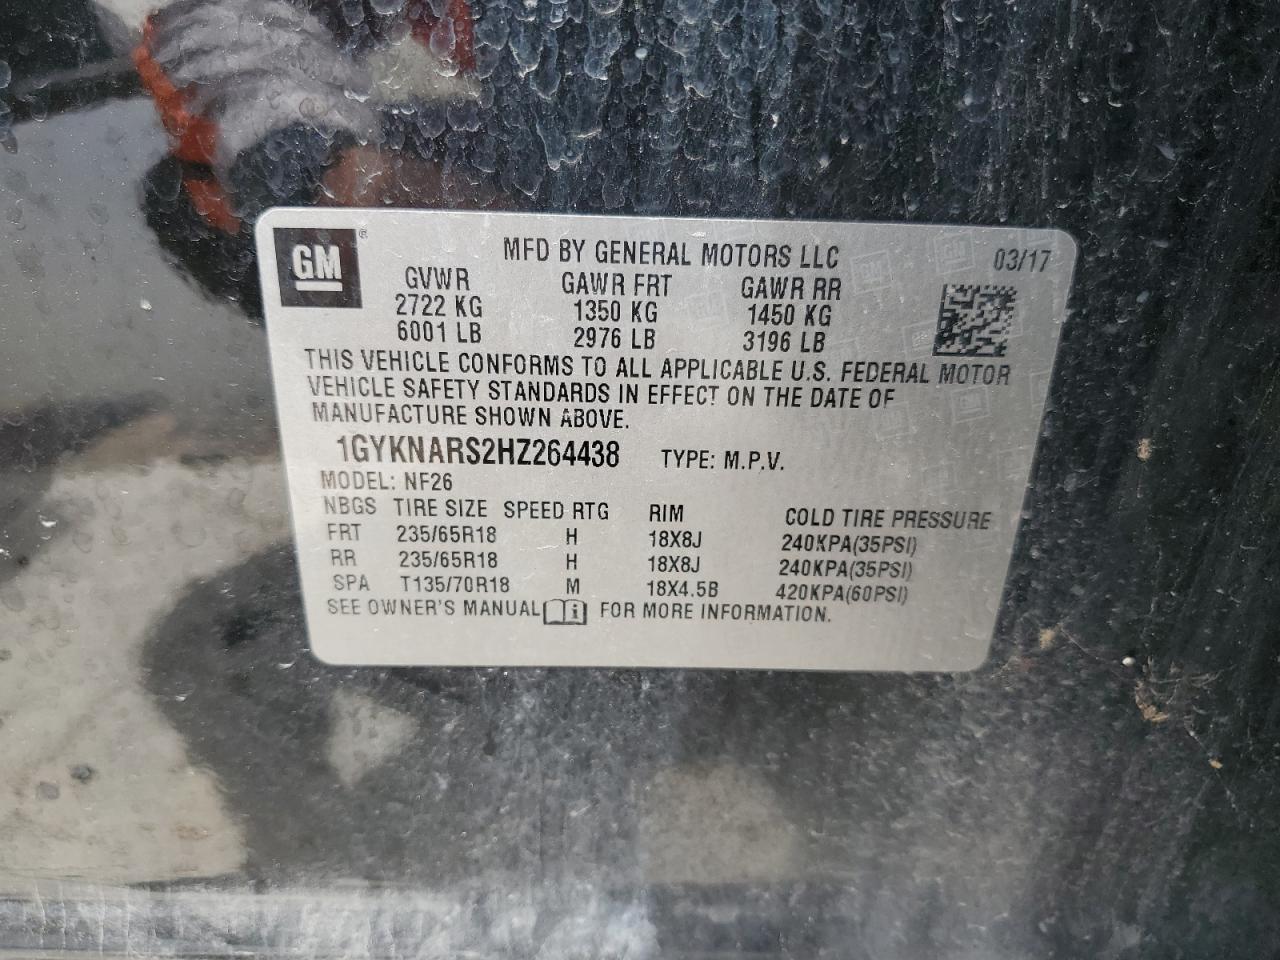 GM ®
MFD BY GENERAL MOTORS LLC 03/17
GVWR GAWR FRT GAWR RR
2722 KG 1350 KG 1450 KG
6001 LB 2976 LB 3196 LB
THIS VEHICLE CONFORMS TO ALL APPLICABLE U.S. FEDERAL MOTOR
VEHICLE SAFETY STANDARDS IN EFFECT ON THE DATE OF
MANUFACTURE SHOWN ABOVE.
1GYKNARS2HZ264438 TYPE: M.P.V.
MODEL: NF26
NBGS TIRE SIZE SPEED RTG RIM COLD TIRE PRESSURE
FRT 235/65R18 H 18X8J 240KPA(35PSI)
RR 235/65R18 H 18X8J 240KPA(35PSI)
SPA T135/70R18 M 18X4.5B 420KPA(60PSI)
SEE OWNER'S MANUAL FOR MORE INFORMATION.